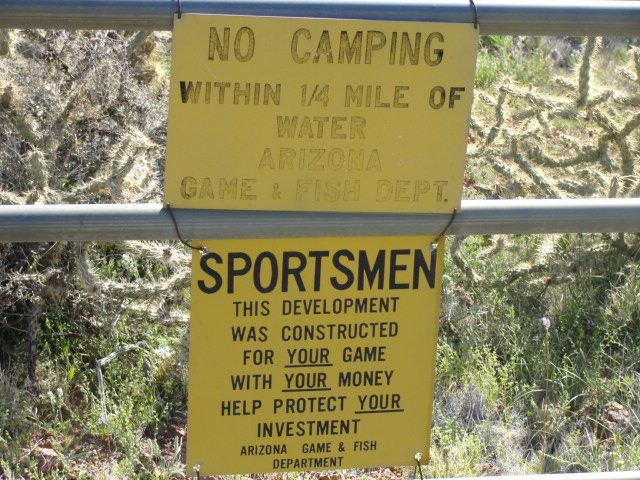 NO CAMPING
WITHIN 1/4 MILE OF
WATER
ARIZONA
GAME & FISH DEPT.
SPORTSMEN
THIS DEVELOPMENT
WAS CONSTRUCTED
FOR YOUR GAME
WITH YOUR MONEY
HELP PROTECT YOUR
INVESTMENT
ARIZONA GAME & FISH
DEPARTMENT